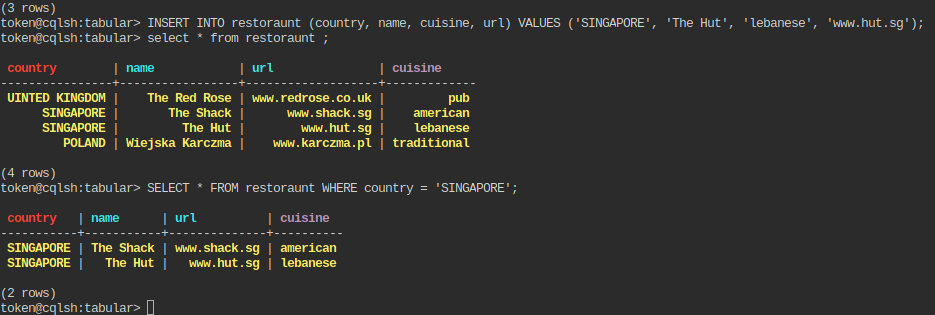 (3 rows)
token@cqlsh:tabular> INSERT INTO restoraunt (country, name, cuisine, url) VALUES ('SINGAPORE', 'The Hut', 'lebanese', 'www.hut.sg');
token@cqlsh:tabular> select * from restoraunt ;

 country        | name            | url               | cuisine
----------------+-----------------+-------------------+-------------
 UINTED KINGDOM |    The Red Rose | www.redrose.co.uk |         pub
      SINGAPORE |       The Shack |      www.shack.sg |    american
      SINGAPORE |         The Hut |        www.hut.sg |    lebanese
         POLAND | Wiejska Karczma |    www.karczma.pl | traditional

(4 rows)
token@cqlsh:tabular> SELECT * FROM restoraunt WHERE country = 'SINGAPORE';

 country   | name      | url          | cuisine
-----------+-----------+--------------+----------
 SINGAPORE | The Shack | www.shack.sg | american
 SINGAPORE |   The Hut |   www.hut.sg | lebanese

(2 rows)
token@cqlsh:tabular>